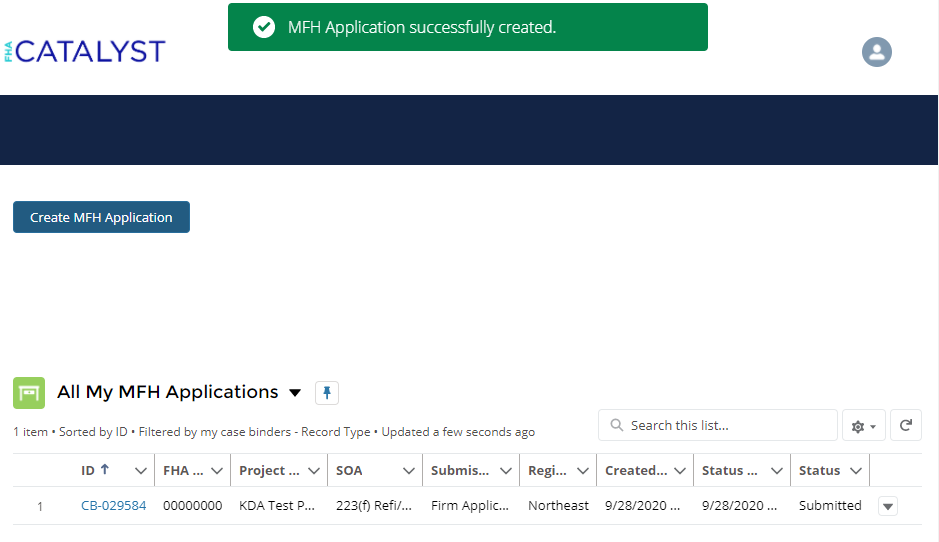 MFH Application successfully created.
FHA CATALYST
Create MFH Application
All My MFH Applications
1 item • Sorted by ID • Filtered by my case binders - Record Type • Updated a few seconds ago
Search this list...
ID FHA ... Project ... SOA Submis... Regi... Created... Status ... Status
1 CB-029584 00000000 KDA Test P... 223(f) Refi/... Firm Applic... Northeast 9/28/2020 ... 9/28/2020 ... Submitted